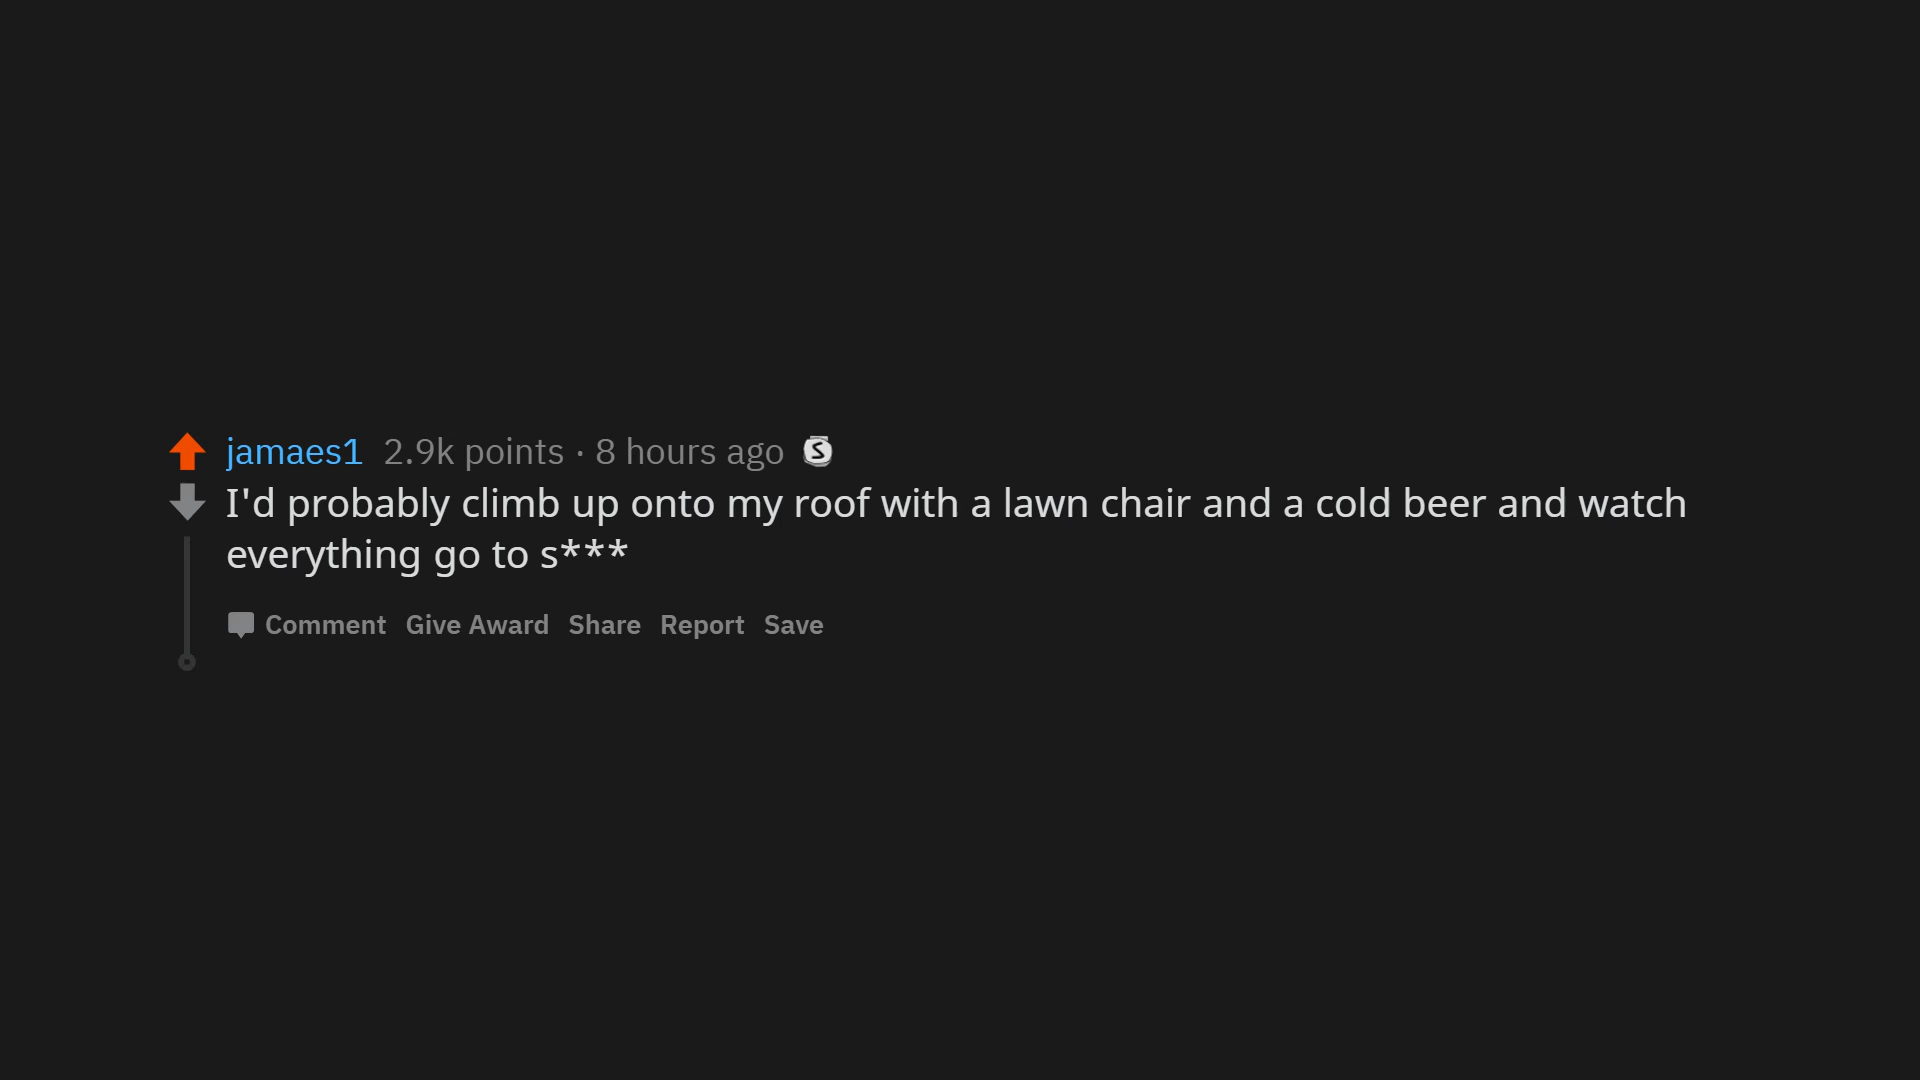 jamaes1 2.9k points · 8 hours ago S
I'd probably climb up onto my roof with a lawn chair and a cold beer and watch
everything go to s***
Comment Give Award Share Report Save